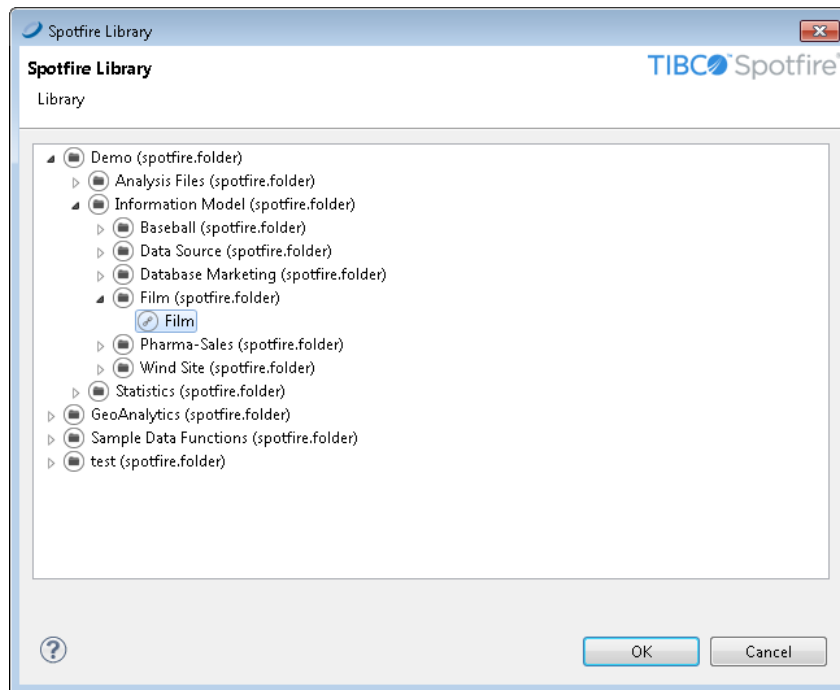 Spotfire Library
Spotfire Library
TIBCO Spotfire
Library
Demo (spotfire.folder)
Analysis Files (spotfire.folder)
Information Model (spotfire.folder)
Baseball (spotfire.folder)
Data Source (spotfire.folder)
Database Marketing (spotfire.folder)
Film (spotfire.folder)
Film
Pharma-Sales (spotfire.folder)
Wind Site (spotfire.folder)
Statistics (spotfire.folder)
GeoAnalytics (spotfire.folder)
Sample Data Functions (spotfire.folder)
test (spotfire.folder)
?
OK Cancel